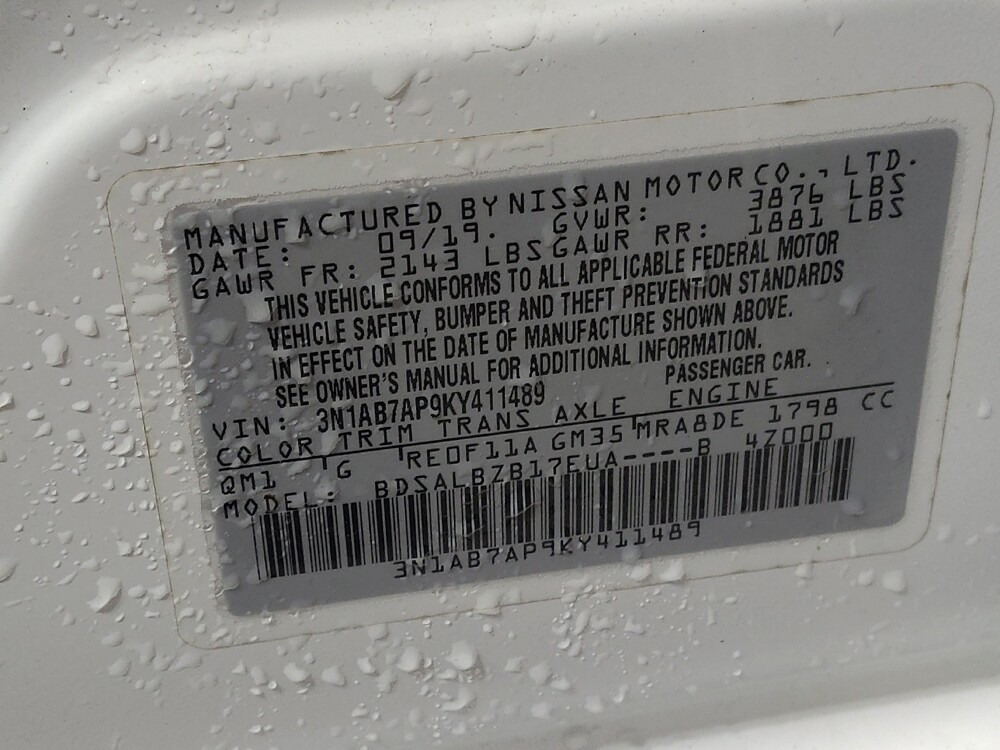 MANUFACTURED BY NISSAN MOTOR CO., LTD.
DATE: 09/19. GVWR: 3876 LBS
GAWR FR: 2143 LBS GAWR RR: 1881 LBS
THIS VEHICLE CONFORMS TO ALL APPLICABLE FEDERAL MOTOR
VEHICLE SAFETY, BUMPER AND THEFT PREVENTION STANDARDS
IN EFFECT ON THE DATE OF MANUFACTURE SHOWN ABOVE.
SEE OWNER'S MANUAL FOR ADDITIONAL INFORMATION.
VIN: 3N1AB7AP9KY411489 PASSENGER CAR.
COLOR TRIM TRANS AXLE ENGINE
QM1 G RE0F11A GM35 MRA8DE 1798 CC
MODEL: BDSALBZB17EUA----B 47000
3N1AB7AP9KY411489